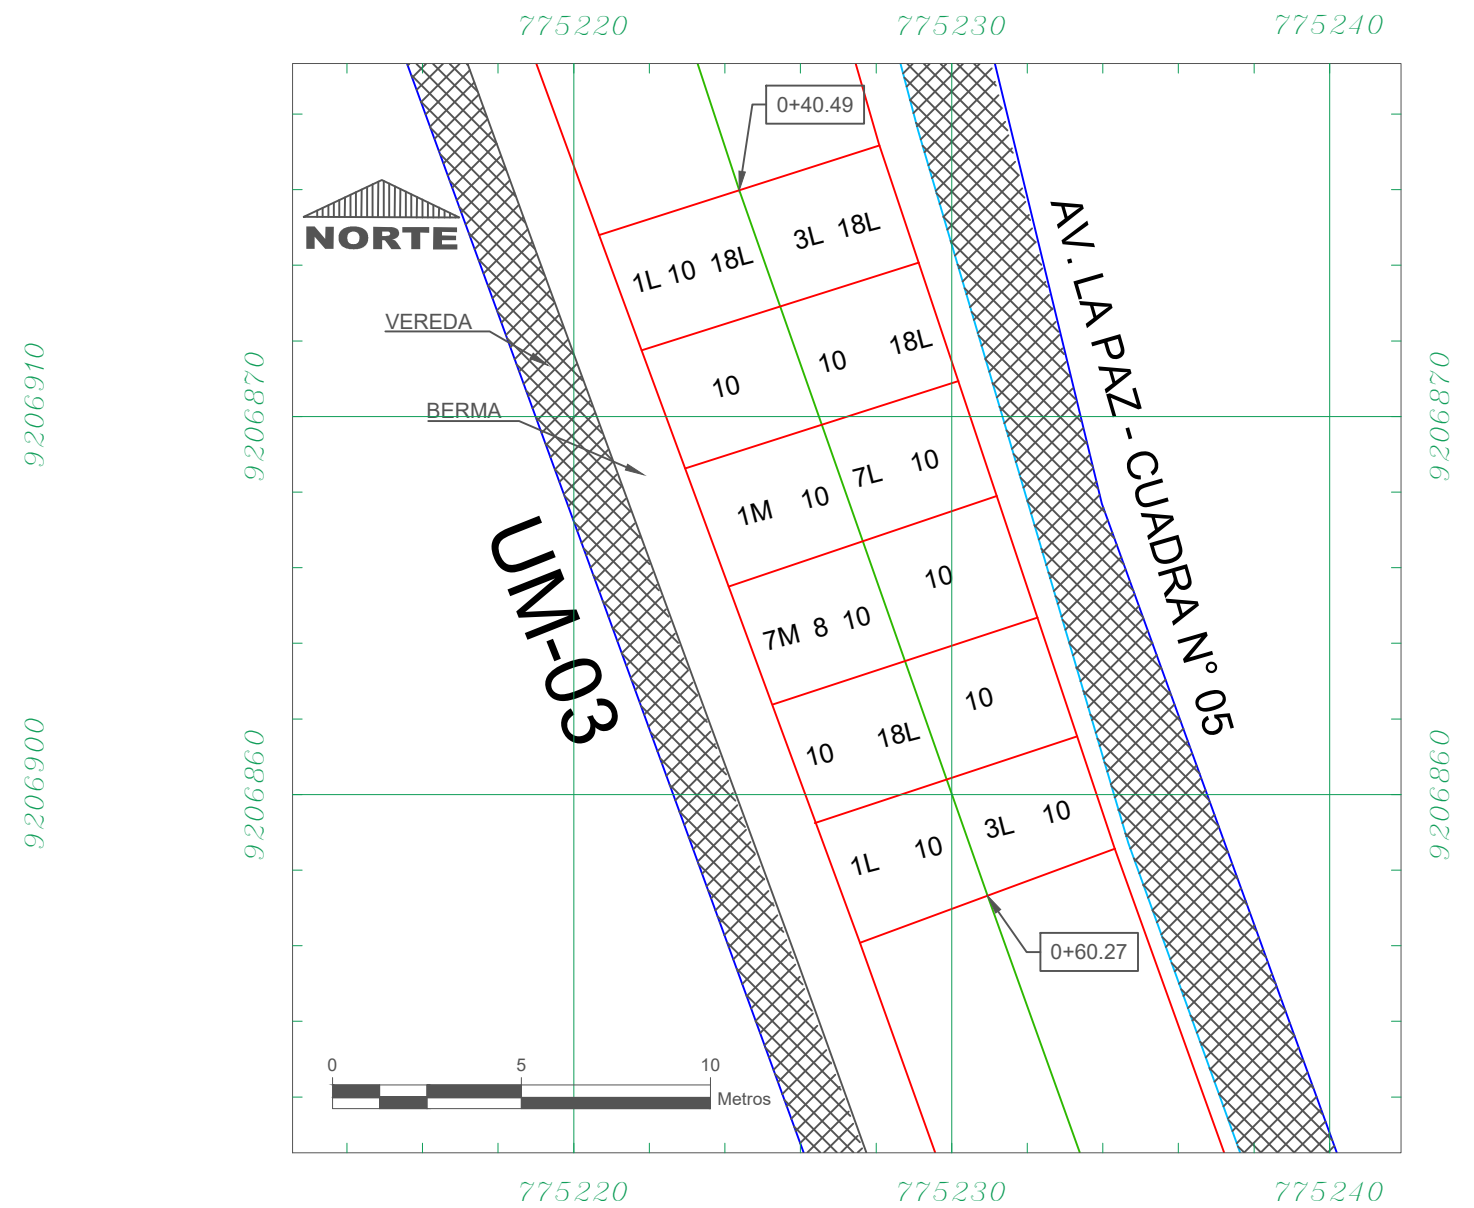 775220 775230 775240
0+40.49
NORTE
1L 10 18L 3L 18L
VEREDA
10 10 18L
BERMA
9206910 9206870 9206870
1M 10 7L 10
UM-03
AV. LA PAZ - CUADRA N° 05
7M 8 10 10
10 18L 10
9206900 9206860 9206860
1L 10 3L 10
0+60.27
0 5 10
Metros
775220 775230 775240